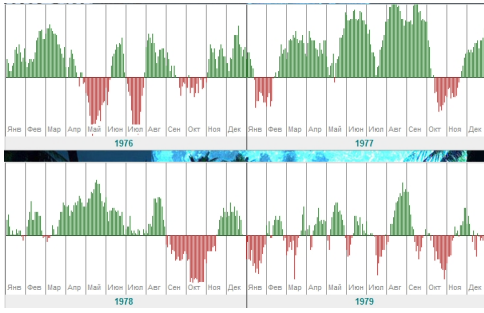 Янв Фев Мар Апр Май Июн Июл Авг Сен Окт Ноя Дек Янв Фев Мар Апр Май Июн Июл Авг Сен Окт Ноя Дек
1976 1977
Янв Фев Мар Апр Май Июн Июл Авг Сен Окт Ноя Дек Янв Фев Мар Апр Май Июн Июл Авг Сен Окт Ноя Дек
1978 1979